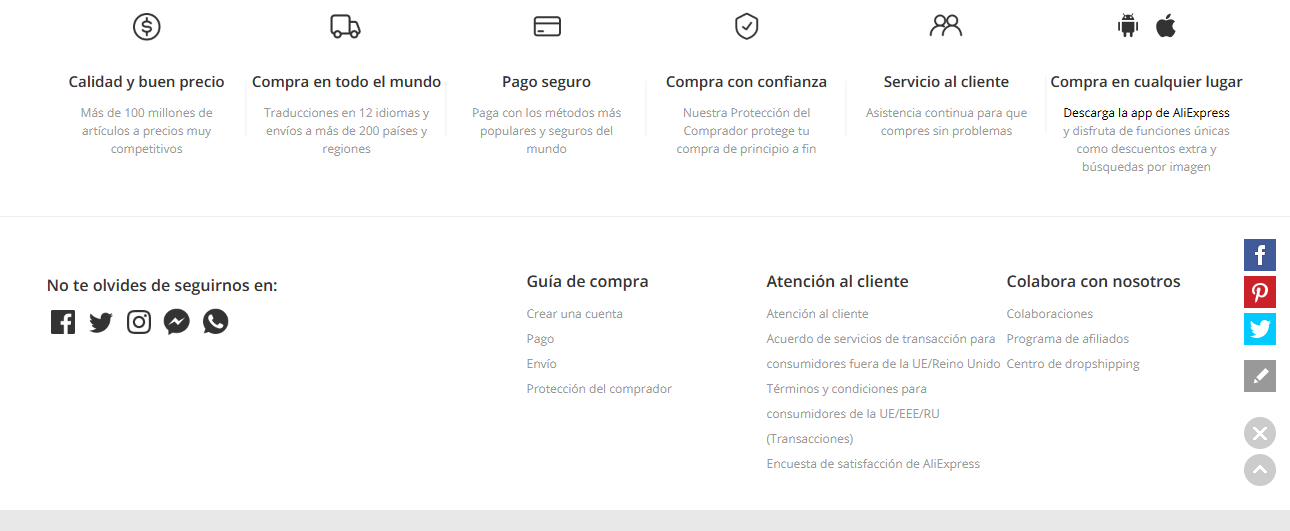 Calidad y buen precio
Más de 100 millones de
artículos a precios muy
competitivos
Compra en todo el mundo
Traducciones en 12 idiomas y
envíos a más de 200 países y
regiones
Pago seguro
Paga con los métodos más
populares y seguros del
mundo
Compra con confianza
Nuestra Protección del
Comprador protege tu
compra de principio a fin
Servicio al cliente
Asistencia continua para que
compres sin problemas
Compra en cualquier lugar
Descarga la app de AliExpress
y disfruta de funciones únicas
como descuentos extra y
búsquedas por imagen
No te olvides de seguirnos en:
Guía de compra
Crear una cuenta
Pago
Envío
Protección del comprador
Atención al cliente
Atención al cliente
Acuerdo de servicios de transacción para
consumidores fuera de la UE/Reino Unido
Términos y condiciones para
consumidores de la UE/EEE/RU
(Transacciones)
Encuesta de satisfacción de AliExpress
Colabora con nosotros
Colaboraciones
Programa de afiliados
Centro de dropshipping